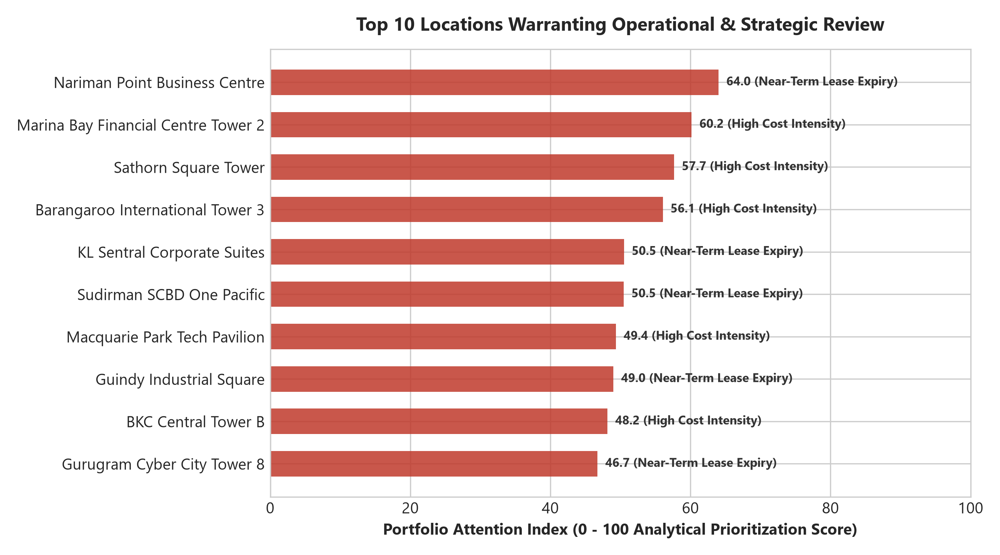 Top 10 Locations Warranting Operational & Strategic Review
Nariman Point Business Centre
64.0 (Near-Term Lease Expiry)
Marina Bay Financial Centre Tower 2
60.2 (High Cost Intensity)
Sathorn Square Tower
57.7 (High Cost Intensity)
Barangaroo International Tower 3
56.1 (High Cost Intensity)
KL Sentral Corporate Suites
50.5 (Near-Term Lease Expiry)
Sudirman SCBD One Pacific
50.5 (Near-Term Lease Expiry)
Macquarie Park Tech Pavilion
49.4 (High Cost Intensity)
Guindy Industrial Square
49.0 (Near-Term Lease Expiry)
BKC Central Tower B
48.2 (High Cost Intensity)
Gurugram Cyber City Tower 8
46.7 (Near-Term Lease Expiry)
0 20 40 60 80 100
Portfolio Attention Index (0 - 100 Analytical Prioritization Score)